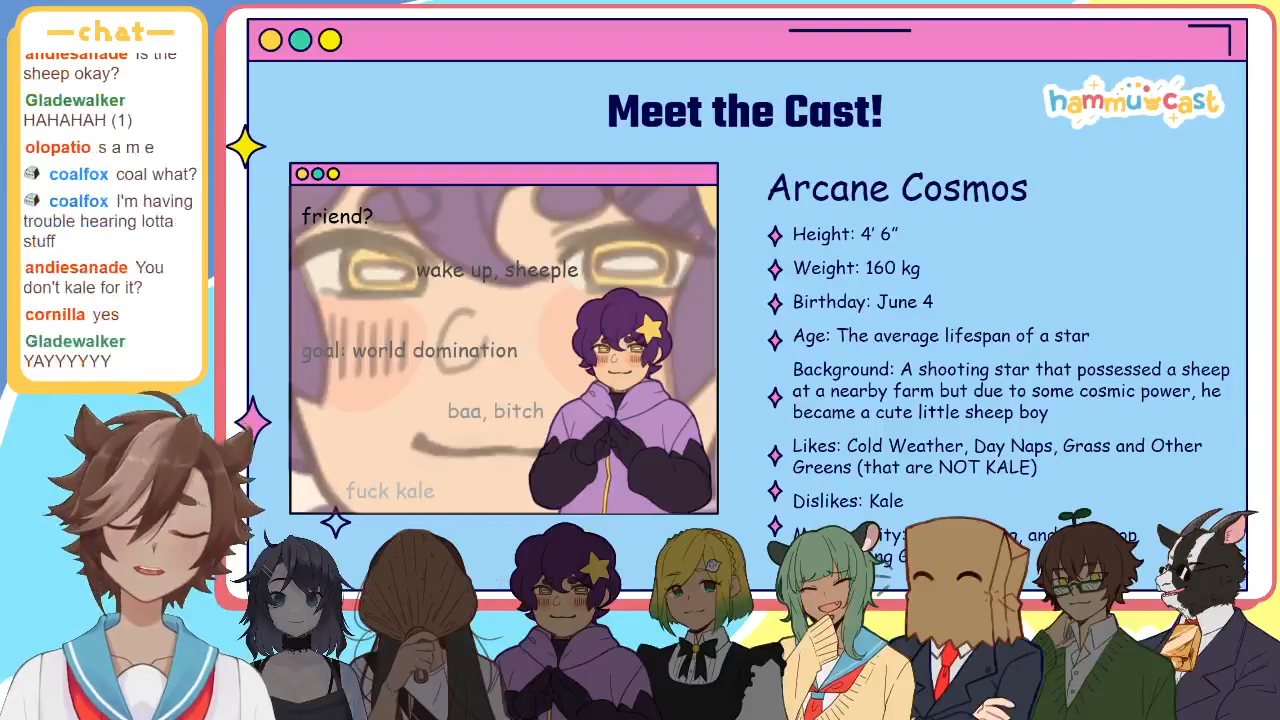 chat
andiesanade Is the
sheep okay?
Gladewalker
HAHAHAH (1)
olopatio s a m e
coalfox coal what?
coalfox I'm having
trouble hearing lotta
stuff
andiesanade You
don't kale for it?
cornilla yes
Gladewalker
YAYYYYYY
Meet the Cast!
hammu cast
friend?
wake up, sheeple
goal: world domination
baa, bitch
fuck kale
Arcane Cosmos
Height: 4' 6"
Weight: 160 kg
Birthday: June 4
Age: The average lifespan of a star
Background: A shooting star that possessed a sheep
at a nearby farm but due to some cosmic power, he
became a cute little sheep boy
Likes: Cold Weather, Day Naps, Grass and Other
Greens (that are NOT KALE)
Dislikes: Kale